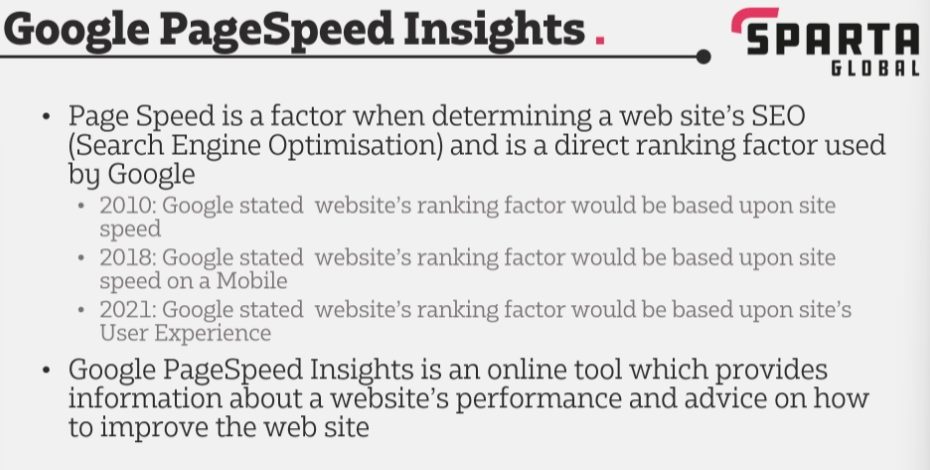 Google PageSpeed Insights .
SPARTA
GLOBAL
• Page Speed is a factor when determining a web site's SEO
(Search Engine Optimisation) and is a direct ranking factor used
by Google
• 2010: Google stated  website's ranking factor would be based upon site
speed
• 2018: Google stated  website's ranking factor would be based upon site
speed on a Mobile
• 2021: Google stated  website's ranking factor would be based upon site's
User Experience
• Google PageSpeed Insights is an online tool which provides
information about a website's performance and advice on how
to improve the web site